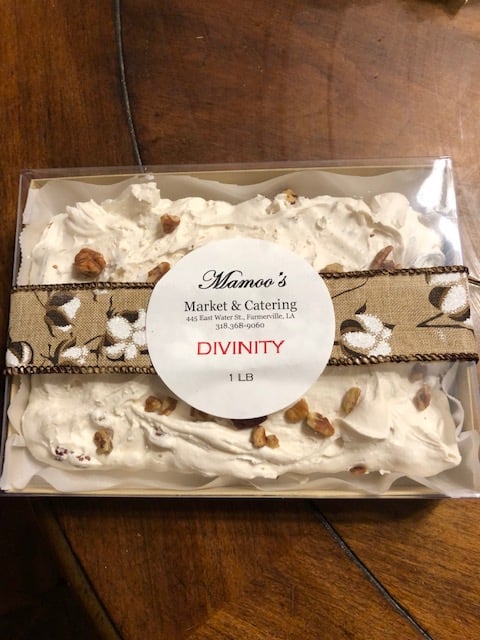 Mamoo's
Market & Catering
445 East Water St., Farmerville, LA
318.368-9060
DIVINITY
1 LB